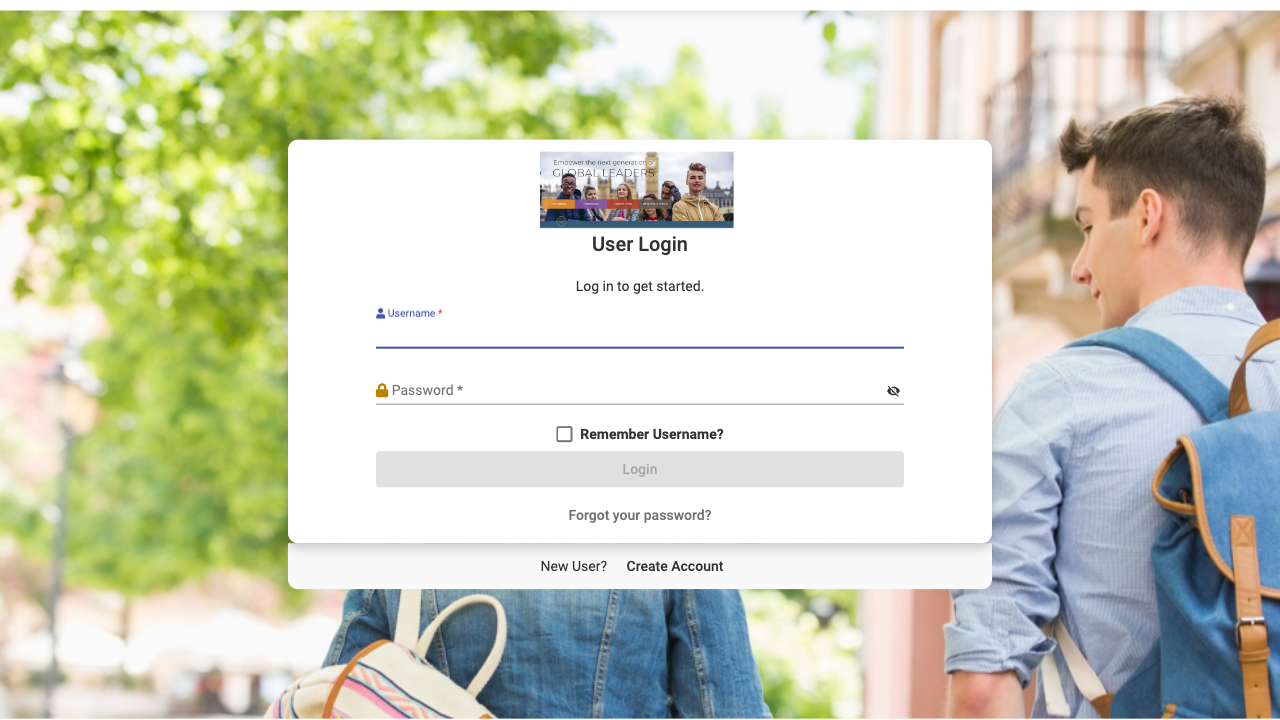 Empower the next generation of
GLOBAL LEADERS
User Login
Log in to get started.
Username *
Password *
Remember Username?
Login
Forgot your password?
New User? Create Account